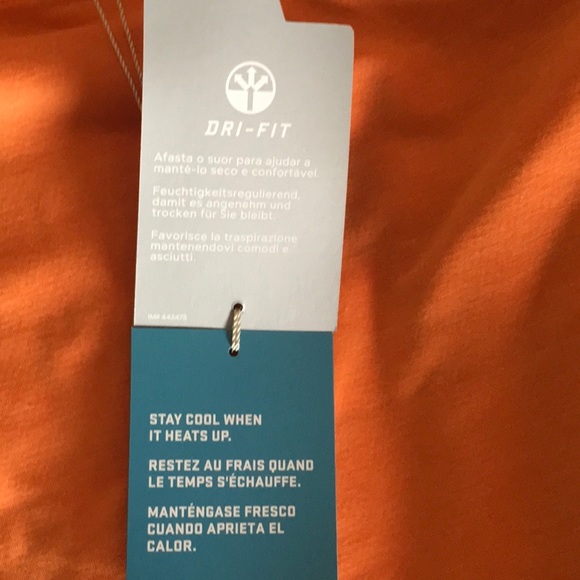 DRI-FIT
Afasta o suor para ajudar a
mantê-lo seco e confortável.
Feuchtigkeitsregulierend,
damit es angenehm und
trocken für Sie bleibt.
Favorisce la traspirazione
mantenendovi comodi e
asciutti.
STAY COOL WHEN
IT HEATS UP.
RESTEZ AU FRAIS QUAND
LE TEMPS S'ÉCHAUFFE.
MANTÉNGASE FRESCO
CUANDO APRIETA EL
CALOR.